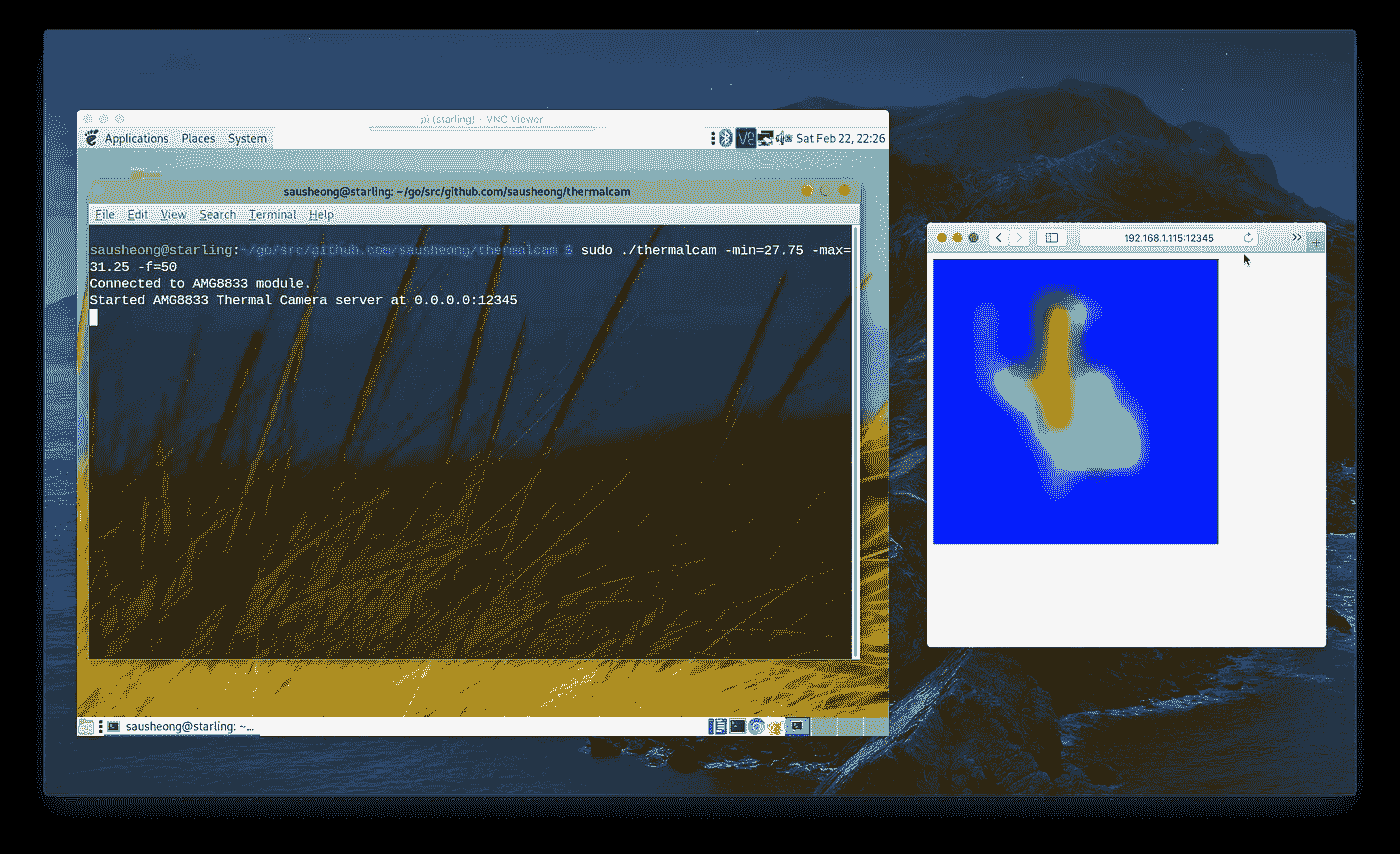 pi (starling) - VNC Viewer
Applications Places System
Sat Feb 22, 22:26
sausheong@starling: ~/go/src/github.com/sausheong/thermalcam
File Edit View Search Terminal Help
sausheong@starling:~/go/src/github.com/sausheong/thermalcam $ sudo ./thermalcam -min=27.75 -max=
31.25 -f=50
Connected to AMG8833 module.
Started AMG8833 Thermal Camera server at 0.0.0.0:12345
sausheong@starling: ~...
192.168.1.115:12345